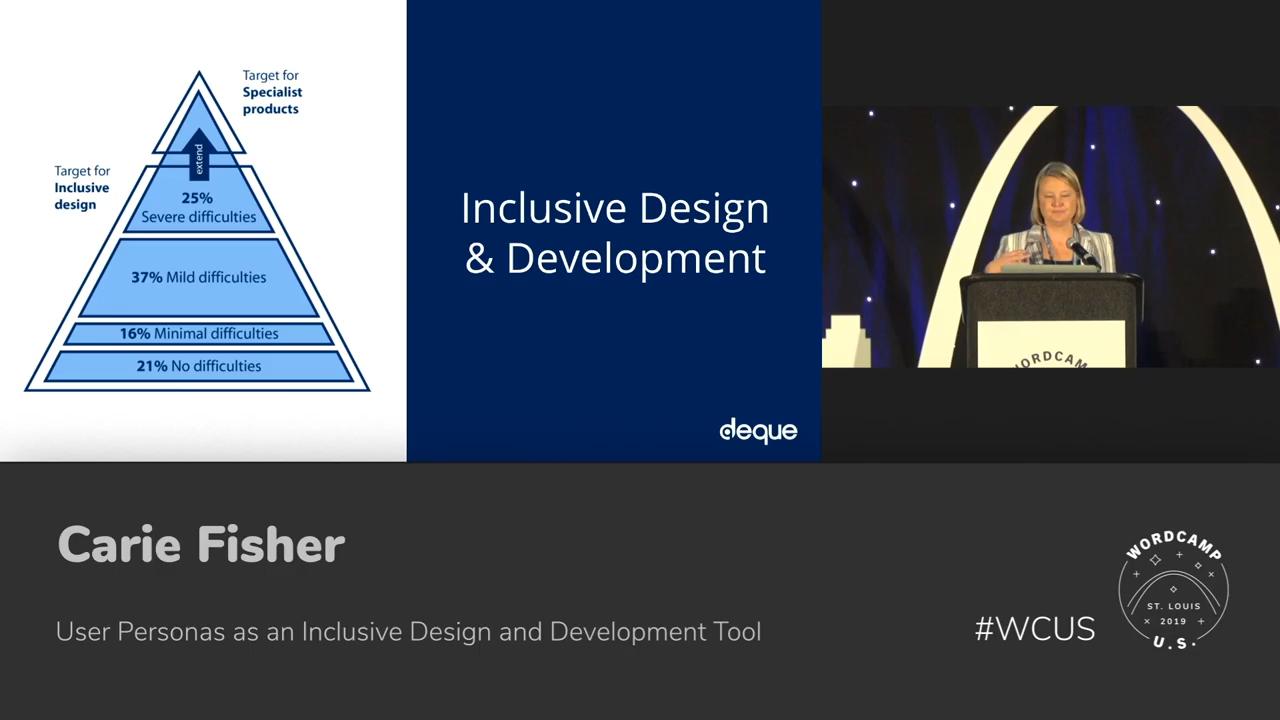 Target for
Specialist
products
extend
Target for
Inclusive
design
25%
Severe difficulties
37% Mild difficulties
16% Minimal difficulties
21% No difficulties
Inclusive Design
& Development
deque
WORDCAM
Carie Fisher
User Personas as an Inclusive Design and Development Tool
#WCUS
WORDCAMP
ST. LOUIS
2019
U.S.